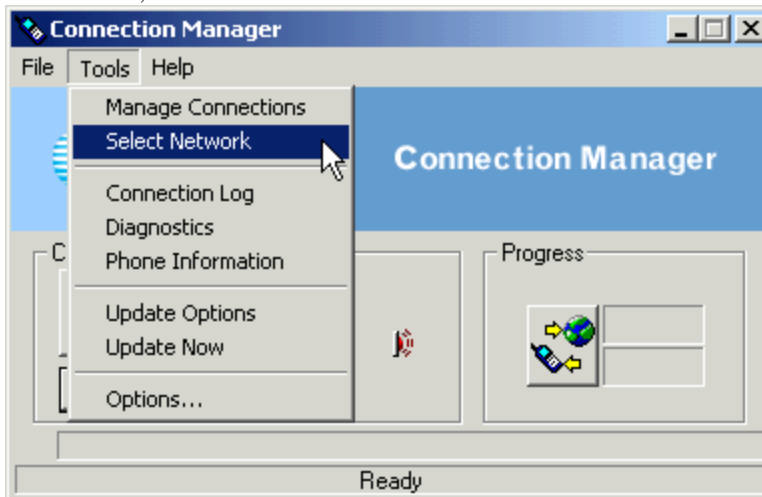 Connection Manager
File Tools Help
Manage Connections
Select Network
Connection Manager
Connection Log
Diagnostics
Phone Information
Progress
Update Options
Update Now
Options...
Ready